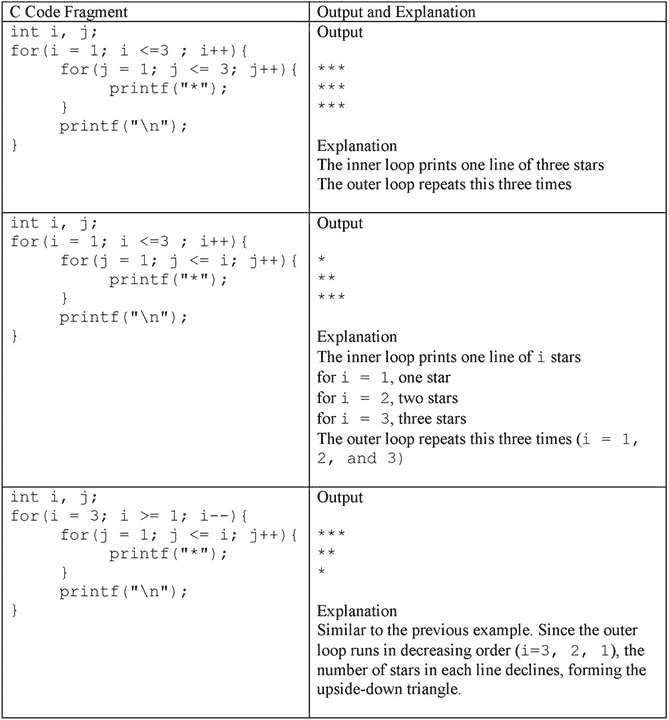 C Code Fragment
Output and Explanation
int i, j;
for(i = 1; i <=3 ; i++){
for(j = 1; j <= 3; j++){
printf("*");
}
printf("\n");
}
Output
***
***
***
Explanation
The inner loop prints one line of three stars
The outer loop repeats this three times
int i, j;
for(i = 1; i <=3 ; i++){
for(j = 1; j <= i; j++){
printf("*");
}
printf("\n");
}
Output
*
**
***
Explanation
The inner loop prints one line of i stars
for i = 1, one star
for i = 2, two stars
for i = 3, three stars
The outer loop repeats this three times (i = 1,
2, and 3)
int i, j;
for(i = 3; i >= 1; i--){
for(j = 1; j <= i; j++){
printf("*");
}
printf("\n");
}
Output
***
**
*
Explanation
Similar to the previous example. Since the outer
loop runs in decreasing order (i=3, 2, 1), the
number of stars in each line declines, forming the
upside-down triangle.